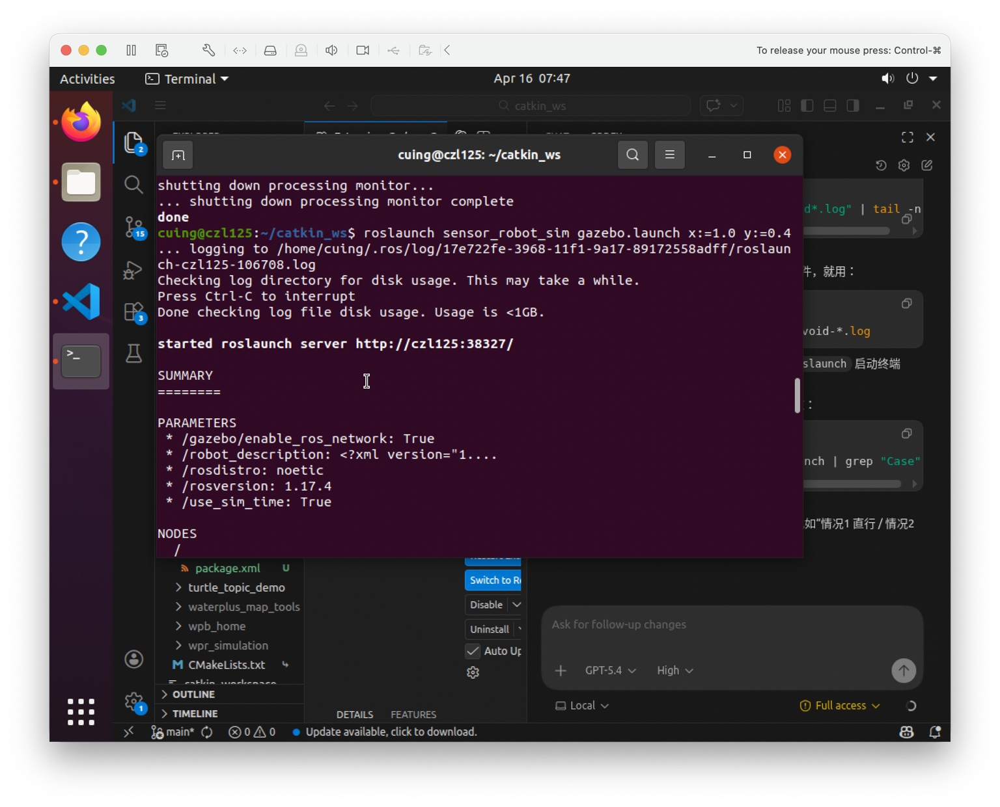 To release your mouse press: Control-⌘
Activities
Terminal
Apr 16 07:47
catkin_ws
2
15
3
1
cuing@czl125: ~/catkin_ws
shutting down processing monitor...
... shutting down processing monitor complete
done
cuing@czl125:~/catkin_ws$ roslaunch sensor_robot_sim gazebo.launch x:=1.0 y:=0.4
... logging to /home/cuing/.ros/log/17e722fe-3968-11f1-9a17-89172558adff/roslaun
ch-czl125-106708.log
Checking log directory for disk usage. This may take a while.
Press Ctrl-C to interrupt
Done checking log file disk usage. Usage is <1GB.
started roslaunch server http://czl125:38327/
SUMMARY
========
PARAMETERS
* /gazebo/enable_ros_network: True
* /robot_description: <?xml version="1....
* /rosdistro: noetic
* /rosversion: 1.17.4
* /use_sim_time: True
NODES
/
d*.log" | tail -n
件，就用：
void-*.log
slaunch 启动终端
:
nch | grep "Case"
如“情况1 直行 / 情况2
package.xml U
turtle_topic_demo
waterplus_map_tools
wpb_home
wpr_simulation
CMakeLists.txt
OUTLINE
TIMELINE
Switch to R
Disable
Uninstall
Auto Up
DETAILS FEATURES
Ask for follow-up changes
GPT-5.4 High
Local
Full access
main* 0 0 Update available, click to download.